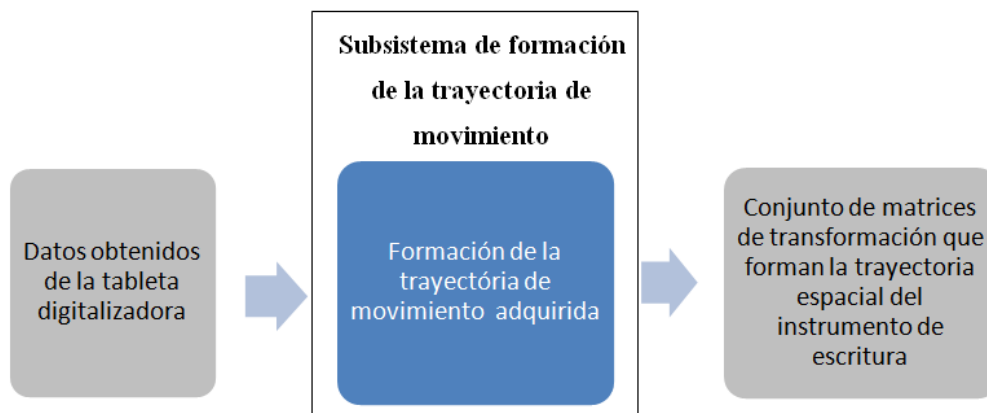 Subsistema de formación
de la trayectoria de
movimiento
Datos obtenidos
de la tableta
digitalizadora
Formación de la
trayectória de
movimiento adquirida
Conjunto de matrices
de transformación que
forman la trayectoria
espacial del
instrumento de
escritura